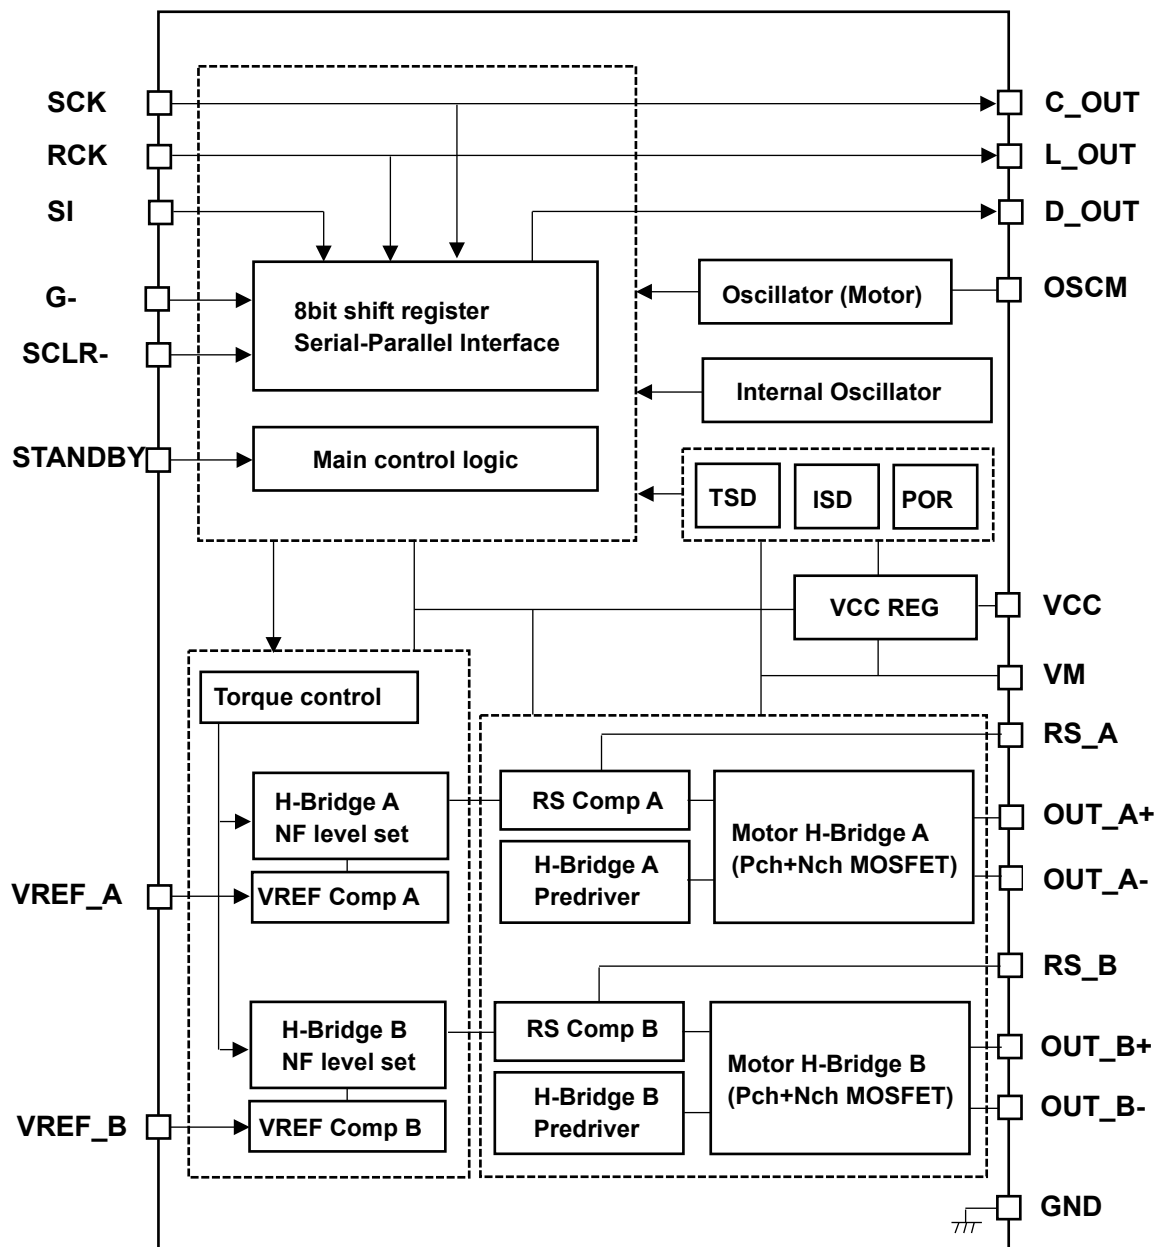 SCK
C_OUT
RCK
L_OUT
SI
D_OUT
G-
8bit shift register
Serial-Parallel Interface
Oscillator (Motor)
OSCM
SCLR-
Internal Oscillator
STANDBY
Main control logic
TSD
ISD
POR
VCC REG
VCC
VM
Torque control
RS_A
H-Bridge A
NF level set
RS Comp A
Motor H-Bridge A
(Pch+Nch MOSFET)
OUT_A+
H-Bridge A
Predriver
OUT_A-
VREF_A
VREF Comp A
RS_B
H-Bridge B
NF level set
RS Comp B
Motor H-Bridge B
(Pch+Nch MOSFET)
OUT_B+
H-Bridge B
Predriver
OUT_B-
VREF_B
VREF Comp B
GND